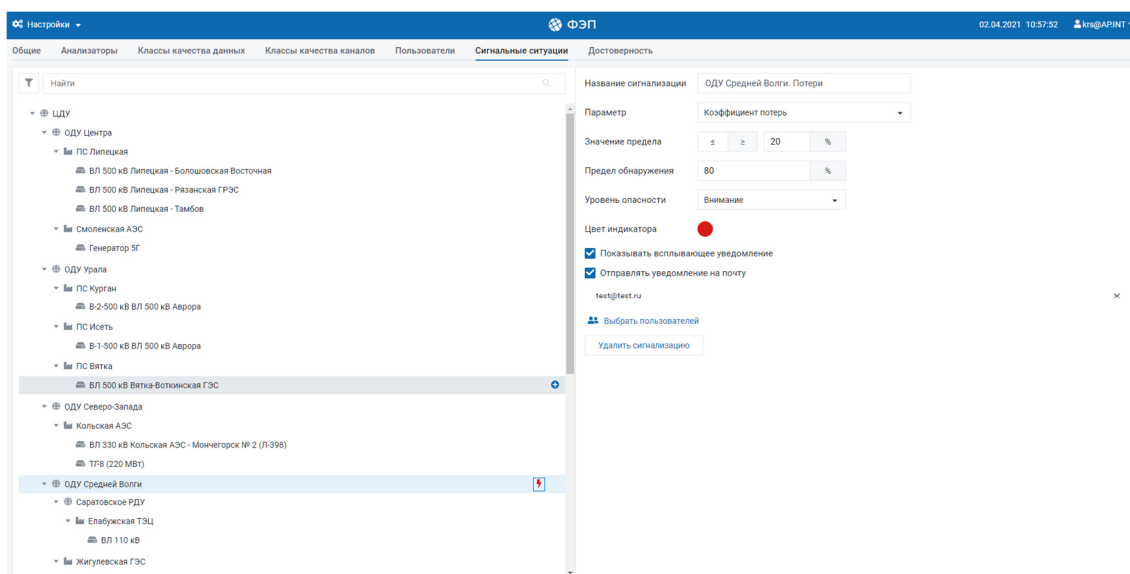 Настройки
ФЭП
02.04.2021 10:57:52 krs@AP.INT
Общие Анализаторы Классы качества данных Классы качества каналов Пользователи Сигнальные ситуации Достоверность
Найти
ЦДУ
ОДУ Центра
ПС Липецкая
ВЛ 500 кВ Липецкая - Болошовская Восточная
ВЛ 500 кВ Липецкая - Рязанская ГРЭС
ВЛ 500 кВ Липецкая - Тамбов
Смоленская АЭС
Генератор 5Г
ОДУ Урала
ПС Курган
В-2-500 кВ ВЛ 500 кВ Аврора
ПС Исеть
В-1-500 кВ ВЛ 500 кВ Аврора
ПС Вятка
ВЛ 500 кВ Вятка-Воткинская ГЭС
ОДУ Северо-Запада
Кольская АЭС
ВЛ 330 кВ Кольская АЭС - Мончегорск № 2 (Л-398)
ТГ-8 (220 МВт)
ОДУ Средней Волги
Саратовское РДУ
Елабужская ТЭЦ
ВЛ 110 кВ
Жигулевская ГЭС
Название сигнализации ОДУ Средней Волги. Потери
Параметр Коэффициент потерь
Значение предела ≤ ≥ 20 %
Предел обнаружения 80 %
Уровень опасности Внимание
Цвет индикатора
Показывать всплывающее уведомление
Отправлять уведомление на почту
test@test.ru
Выбрать пользователей
Удалить сигнализацию